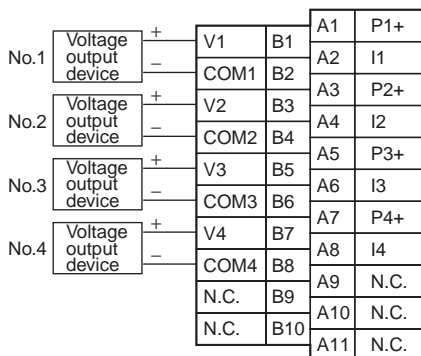 No.1 Voltage output device + −
No.2 Voltage output device + −
No.3 Voltage output device + −
No.4 Voltage output device + −
V1 B1
COM1 B2
V2 B3
COM2 B4
V3 B5
COM3 B6
V4 B7
COM4 B8
N.C. B9
N.C. B10
A1 P1+
A2 I1
A3 P2+
A4 I2
A5 P3+
A6 I3
A7 P4+
A8 I4
A9 N.C.
A10 N.C.
A11 N.C.